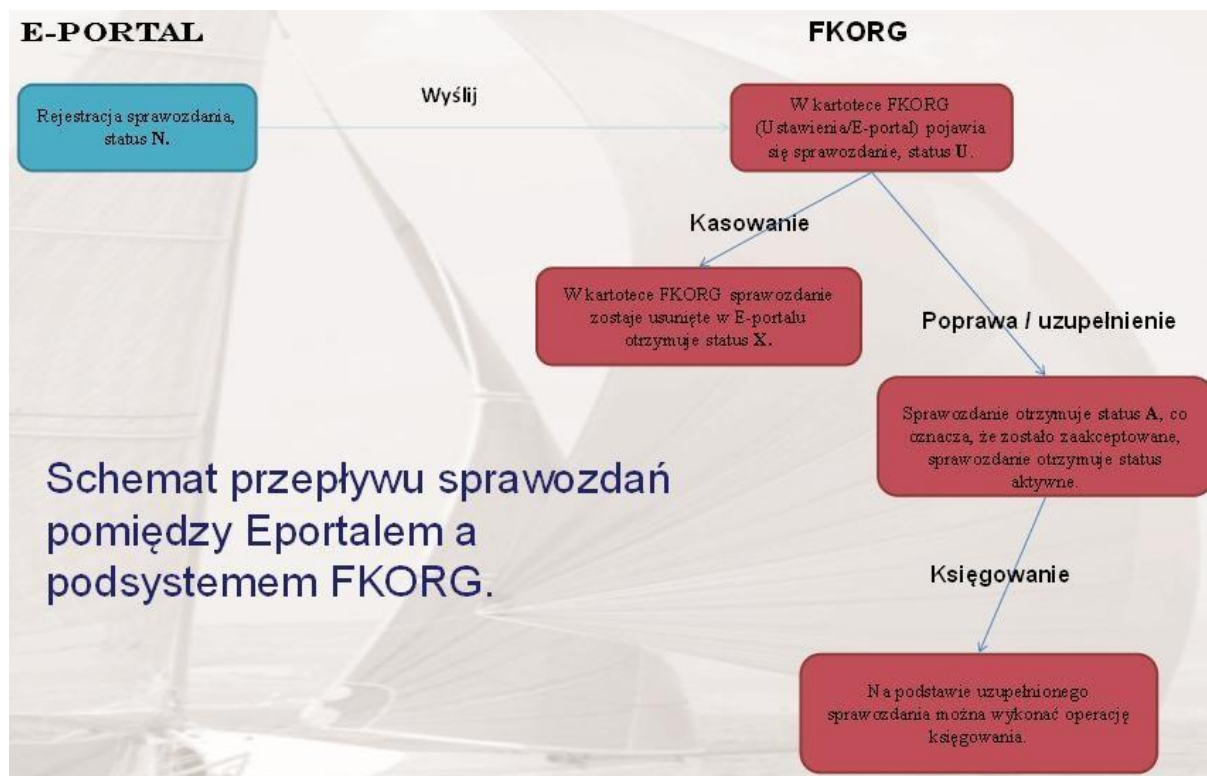 E-PORTAL
FKORG
Rejestracja sprawozdania,
status N.
Wyślij
W kartotece FKORG
(Ustawienia/E-portal) pojawia
się sprawozdanie, status U.
Kasowanie
W kartotece FKORG sprawozdanie
zostaje usunięte w E-portalu
otrzymuje status X.
Poprawa / uzupełnienie
Sprawozdanie otrzymuje status A, co
oznacza, że zostało zaakceptowane,
sprawozdanie otrzymuje status
aktywne.
Schemat przepływu sprawozdań
pomiędzy Eportalem a
podsystemem FKORG.
Księgowanie
Na podstawie uzupełnionego
sprawozdania można wykonać operację
księgowania.